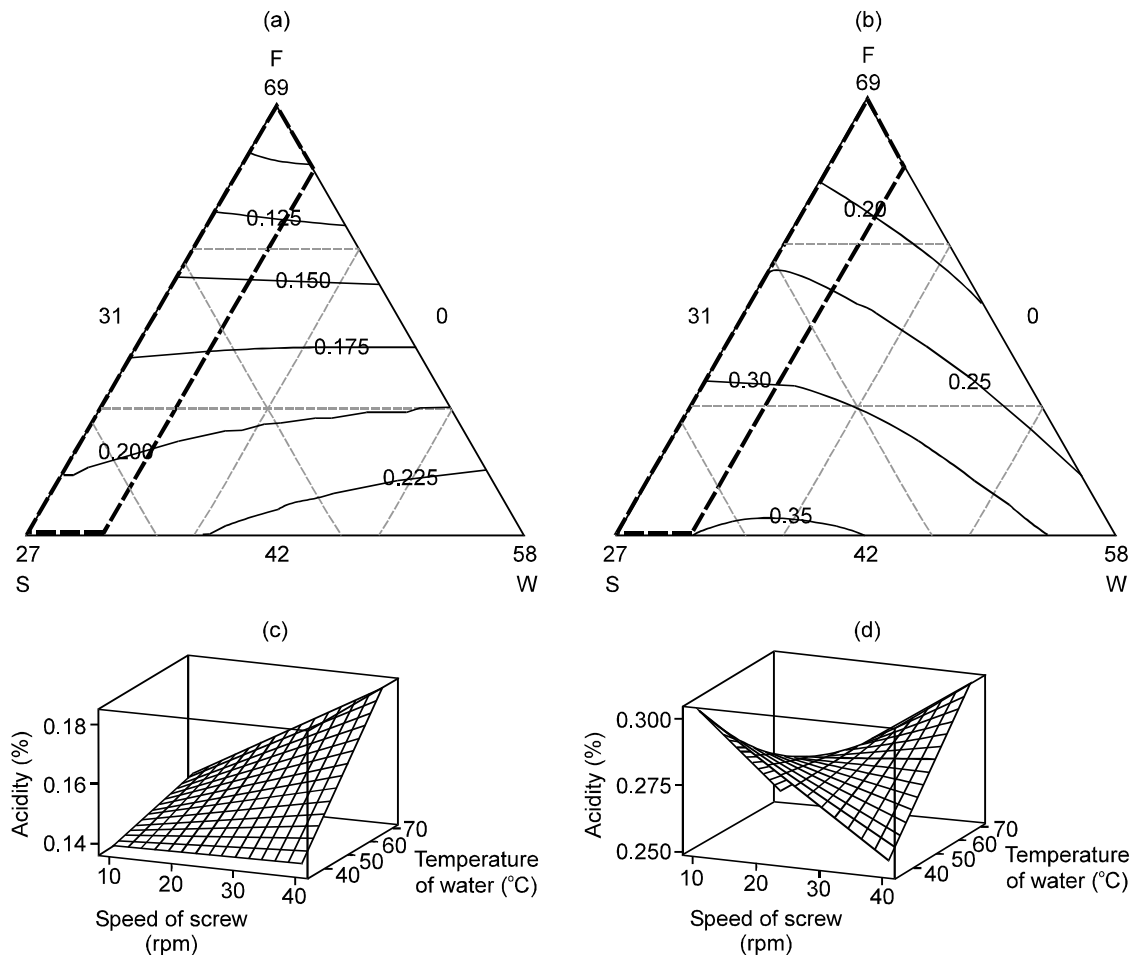 (a)
F
69
0.125
0.150
31
0
0.175
0.200
0.225
27
42
58
S
W
(b)
F
69
0.20
31
0
0.30
0.25
0.35
27
42
58
S
W
(c)
0.18
0.16
0.14
Acidity (%)
10
20
30
40
Speed of screw
(rpm)
40
50
60
70
Temperature
of water (°C)
(d)
0.300
0.275
0.250
Acidity (%)
10
20
30
40
Speed of screw
(rpm)
40
50
60
70
Temperature
of water (°C)